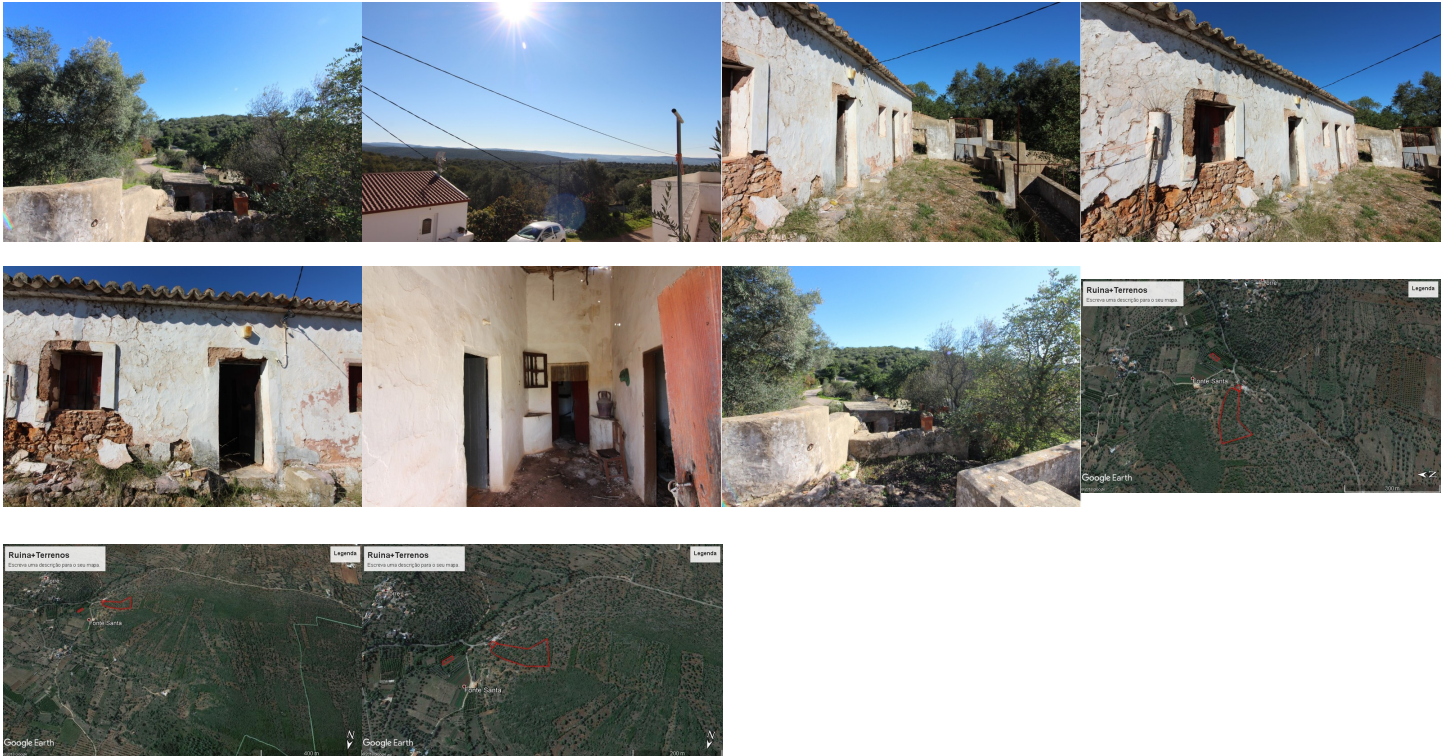 Ruina+Terrenos
Escreva uma descrição para o seu mapa.
Legenda
Fonte Santa
Google Earth
N
Ruina+Terrenos
Escreva uma descrição para o seu mapa.
Legenda
Fonte Santa
Google Earth
400 m
N
Ruina+Terrenos
Escreva uma descrição para o seu mapa.
Legenda
Fonte Santa
Google Earth
200 m
N